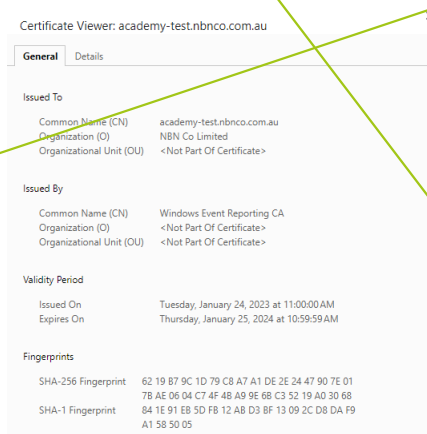 Certificate Viewer: academy-test.nbnco.com.au
General Details
Issued To
Common Name (CN) academy-test.nbnco.com.au
Organization (O) NBN Co Limited
Organizational Unit (OU) <Not Part Of Certificate>
Issued By
Common Name (CN) Windows Event Reporting CA
Organization (O) <Not Part Of Certificate>
Organizational Unit (OU) <Not Part Of Certificate>
Validity Period
Issued On Tuesday, January 24, 2023 at 11:00:00 AM
Expires On Thursday, January 25, 2024 at 10:59:59 AM
Fingerprints
SHA-256 Fingerprint 62 19 B7 9C 1D 79 C8 A7 A1 DE 2E 24 47 90 7E 01
7B AE 06 04 C7 4F 4B A9 9E 6B C3 52 19 A0 30 68
SHA-1 Fingerprint 84 1E 91 EB 5D FB 12 AB D3 BF 13 09 2C D8 DA F9
A1 58 50 05